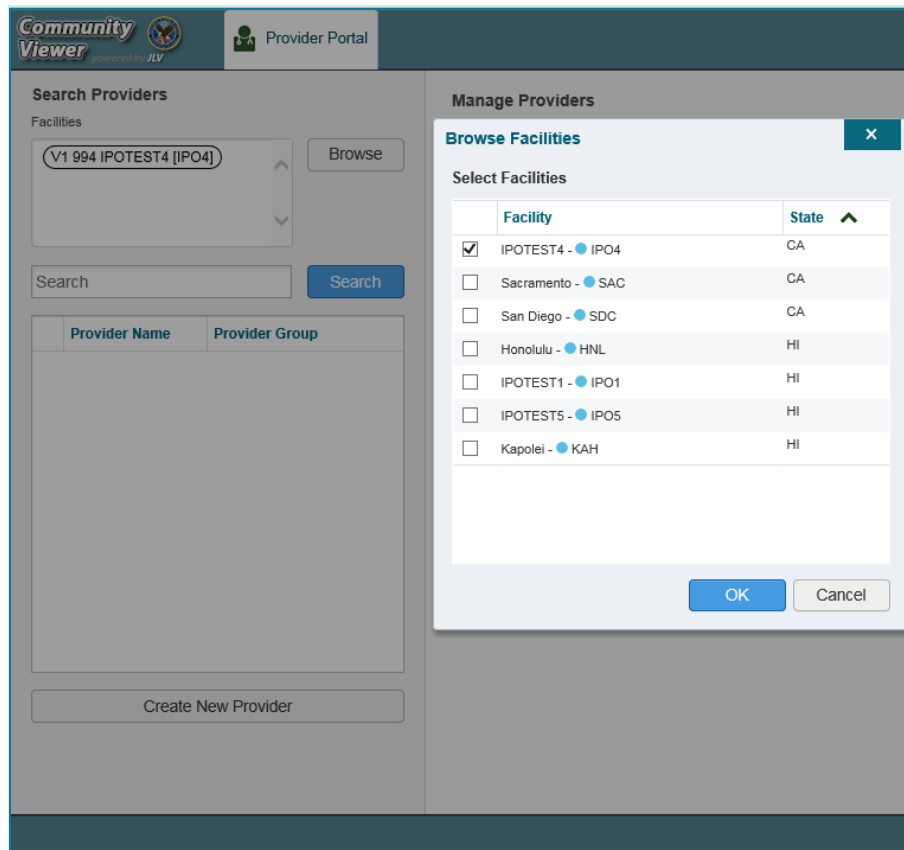 Community
Viewer powered by JLV
Provider Portal
Search Providers
Facilities
V1 994 IPOTEST4 [IPO4]
Browse
Search
Search
Provider Name Provider Group
Create New Provider
Manage Providers
Browse Facilities
x
Select Facilities
Facility State
IPOTEST4 - IPO4 CA
Sacramento - SAC CA
San Diego - SDC CA
Honolulu - HNL HI
IPOTEST1 - IPO1 HI
IPOTEST5 - IPO5 HI
Kapolei - KAH HI
OK Cancel